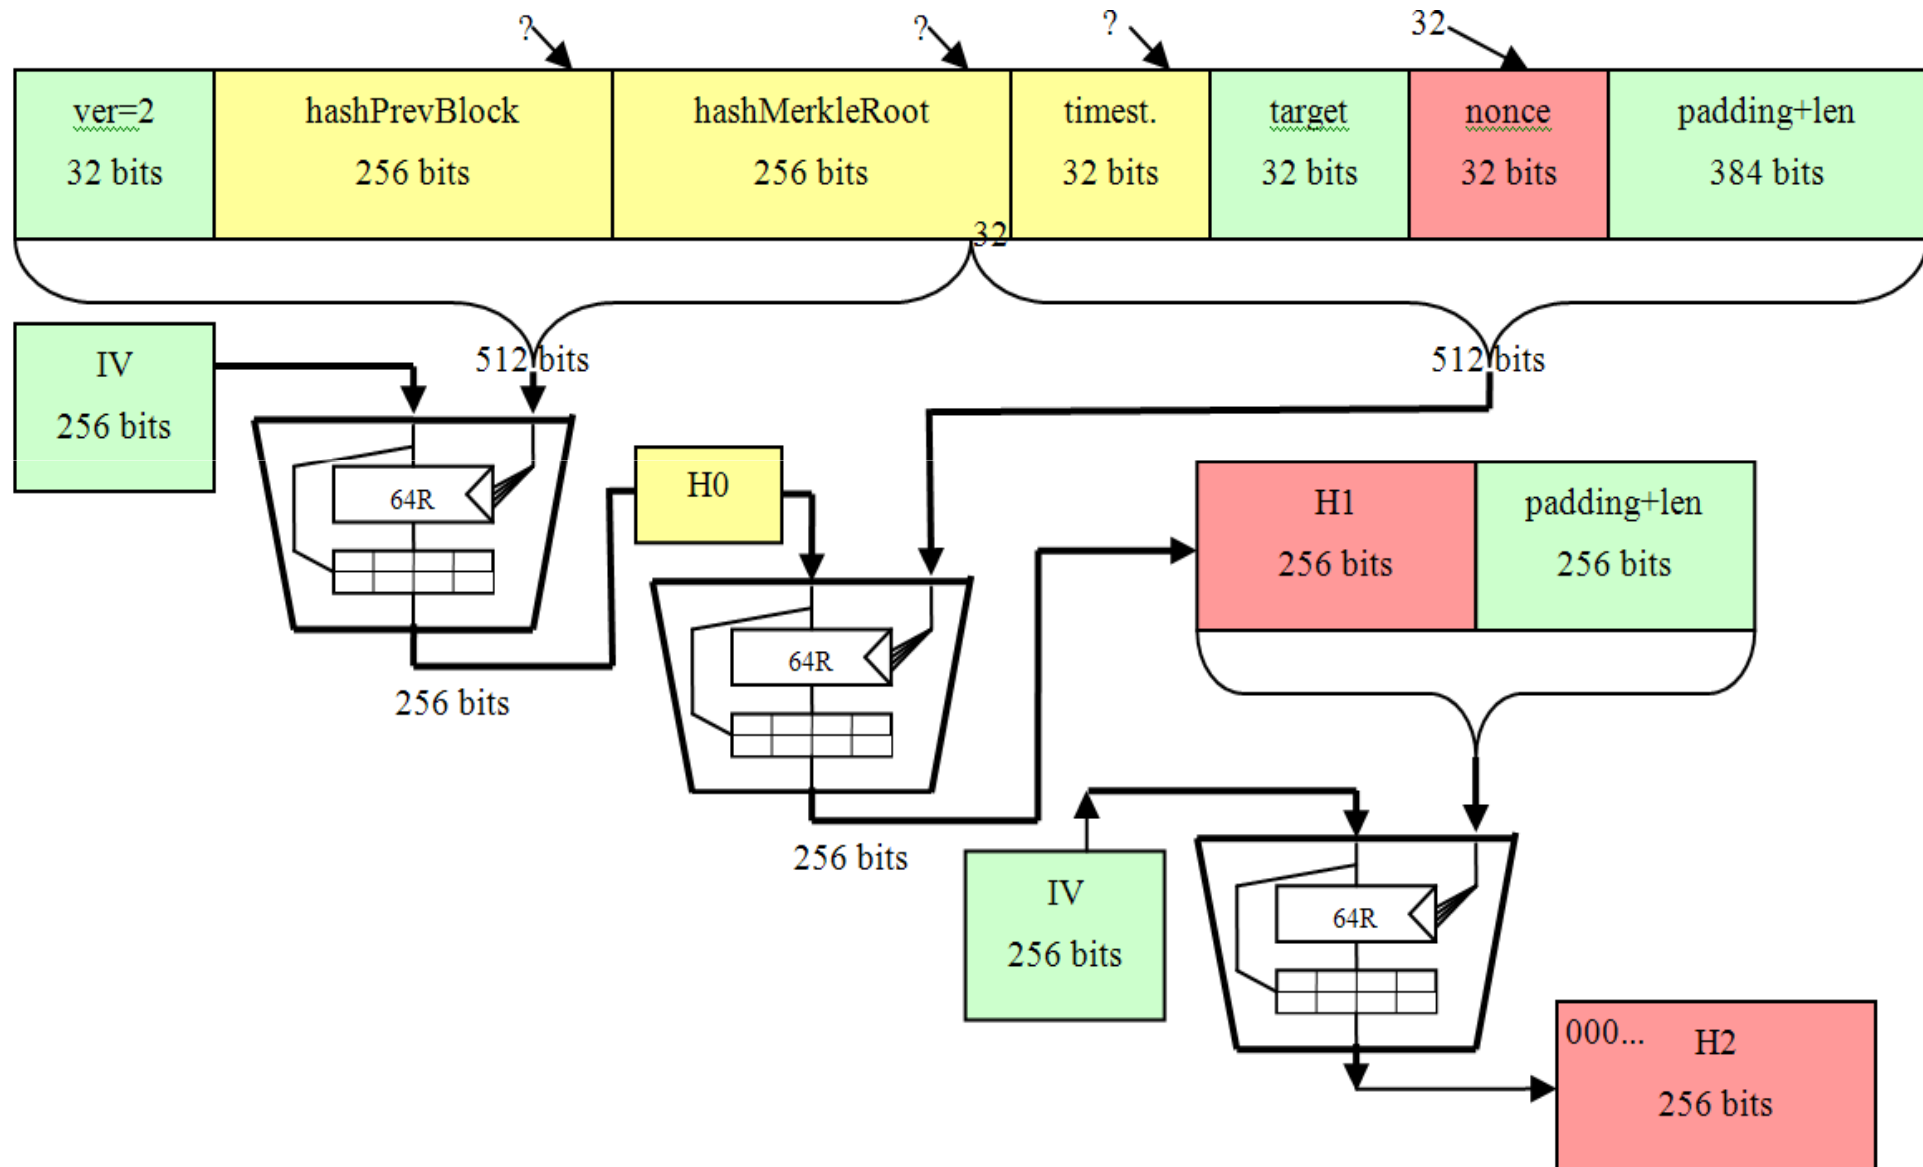 ?
?
?
32
ver=2
32 bits
hashPrevBlock
256 bits
hashMerkleRoot
256 bits
timest.
32 bits
target
32 bits
nonce
32 bits
padding+len
384 bits
32
IV
256 bits
512 bits
512 bits
64R
H0
256 bits
64R
256 bits
H1
256 bits
padding+len
256 bits
IV
256 bits
64R
000...
H2
256 bits